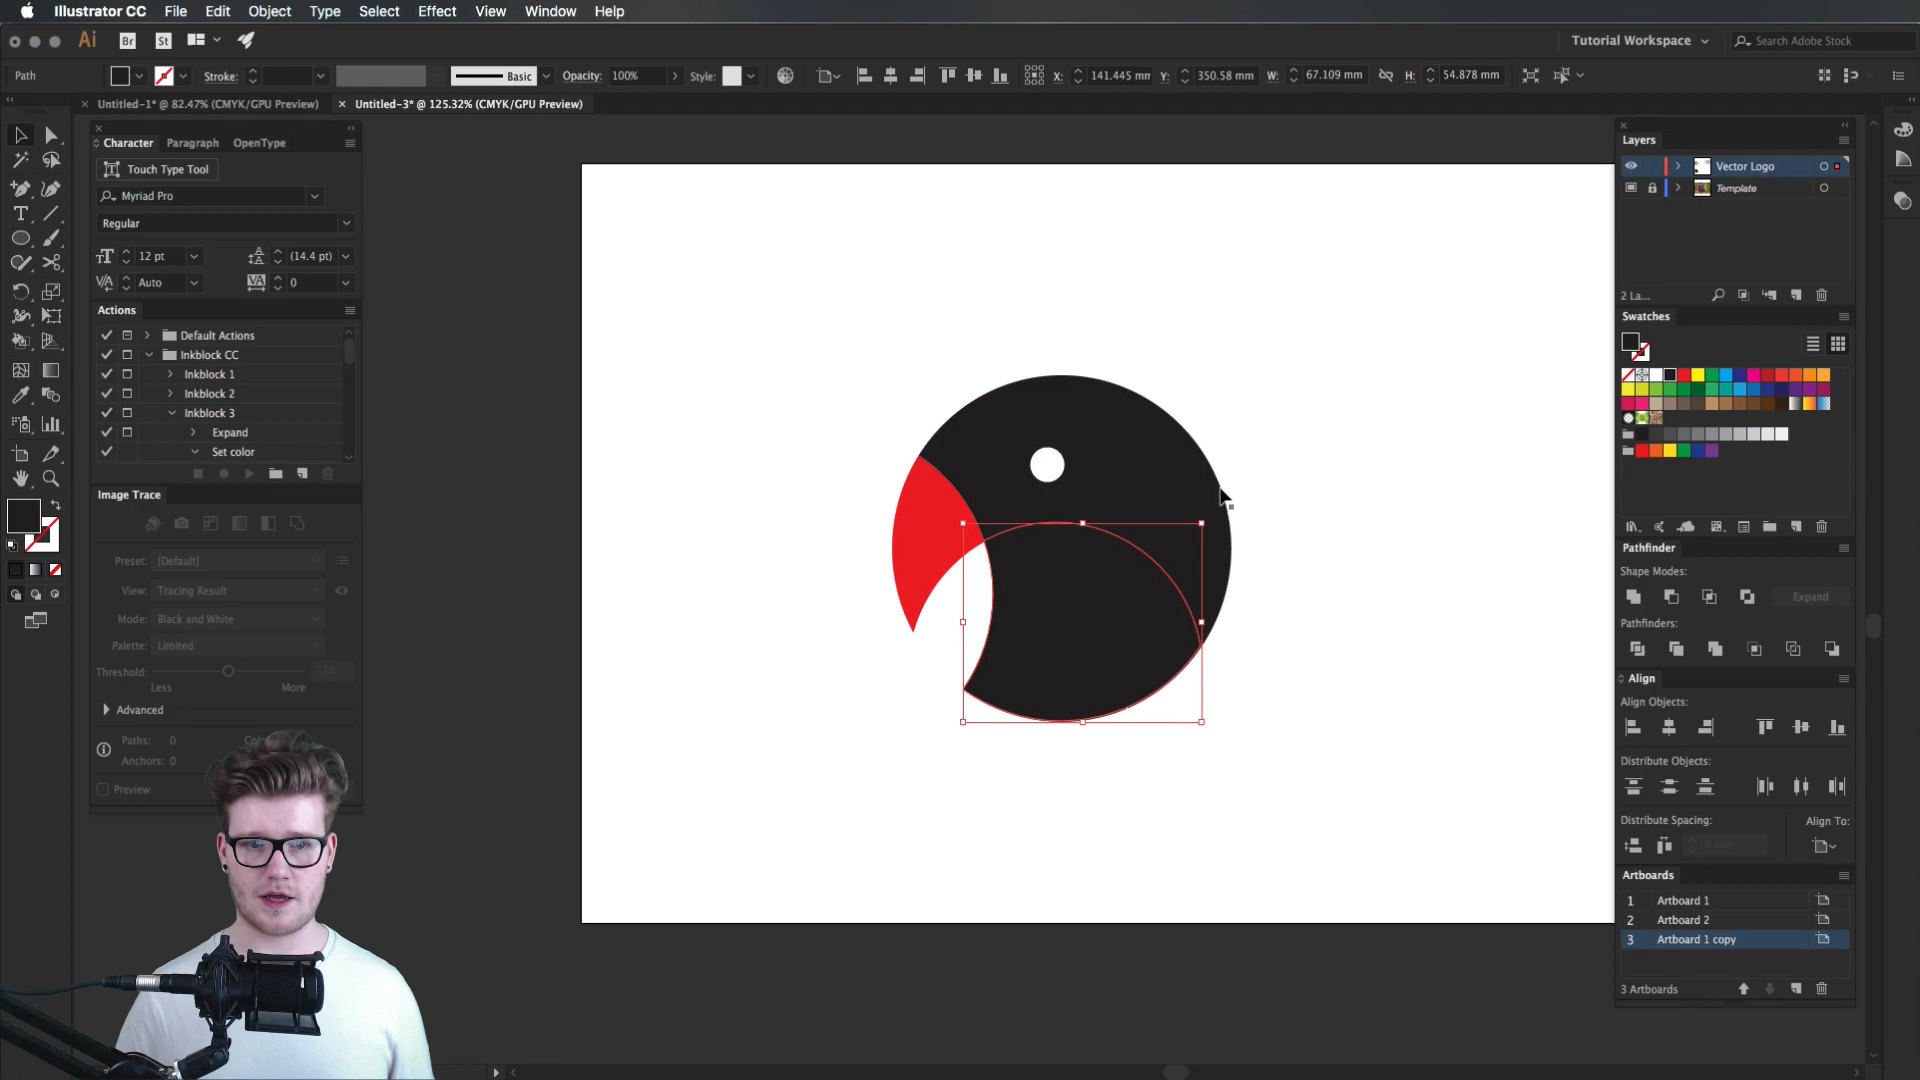 Illustrator CC File Edit Object Type Select Effect View Window Help
Ai Br St Tutorial Workspace Search Adobe Stock
Path Stroke: Basic Opacity: 100% Style: X: 141.445 mm Y: 350.58 mm W: 67.109 mm H: 54.878 mm
Untitled-1* @ 82.47% (CMYK/GPU Preview) Untitled-3* @ 125.32% (CMYK/GPU Preview)
Character Paragraph OpenType
Touch Type Tool
Myriad Pro
Regular
12 pt (14.4 pt)
Auto 0
Actions
Default Actions
Inkblock CC
Inkblock 1
Inkblock 2
Inkblock 3
Expand
Set color
Image Trace
Preset: [Default]
View: Tracing Result
Mode: Black and White
Palette: Limited
Threshold:
Less More
Advanced
Paths: 0
Anchors: 0
Preview
Layers
Vector Logo
Template
2 La...
Swatches
Pathfinder
Shape Modes:
Expand
Pathfinders:
Align
Align Objects:
Distribute Objects:
Distribute Spacing: Align To:
Artboards
1 Artboard 1
2 Artboard 2
3 Artboard 1 copy
3 Artboards